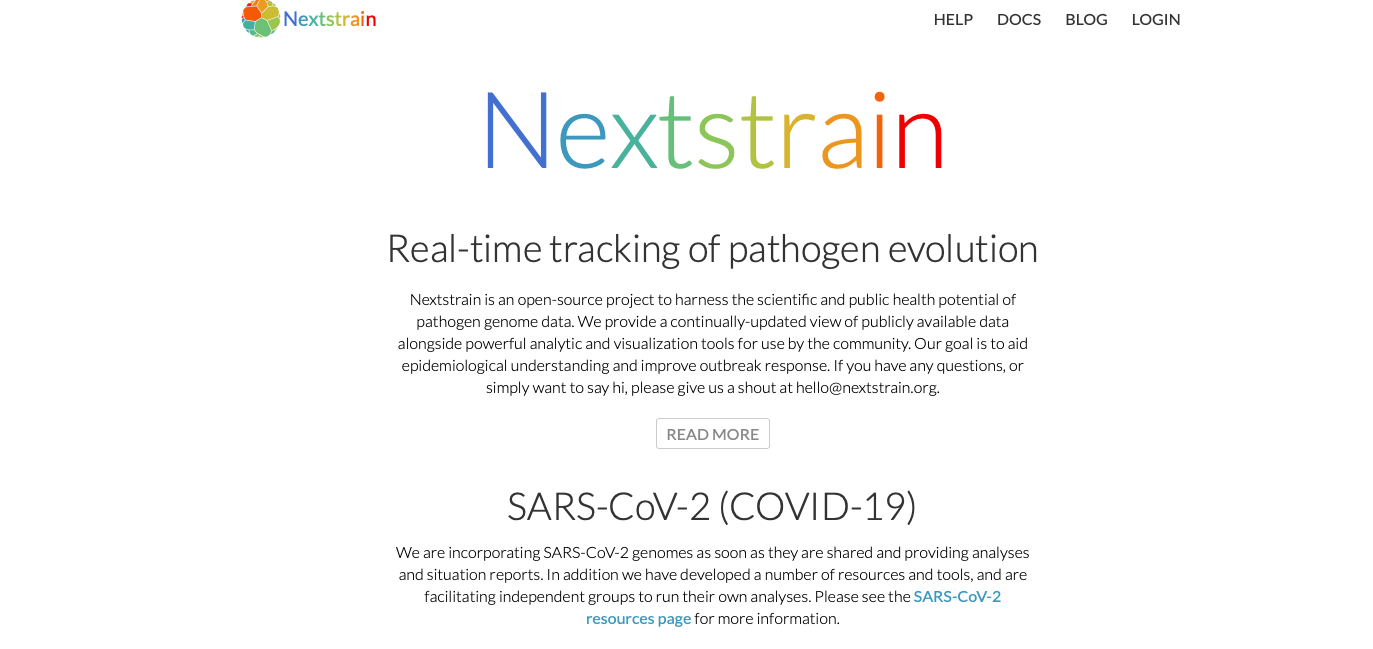 Nextstrain
HELP DOCS BLOG LOGIN
Nextstrain
Real-time tracking of pathogen evolution
Nextstrain is an open-source project to harness the scientific and public health potential of
pathogen genome data. We provide a continually-updated view of publicly available data
alongside powerful analytic and visualization tools for use by the community. Our goal is to aid
epidemiological understanding and improve outbreak response. If you have any questions, or
simply want to say hi, please give us a shout at hello@nextstrain.org.
READ MORE
SARS-CoV-2 (COVID-19)
We are incorporating SARS-CoV-2 genomes as soon as they are shared and providing analyses
and situation reports. In addition we have developed a number of resources and tools, and are
facilitating independent groups to run their own analyses. Please see the SARS-CoV-2
resources page for more information.